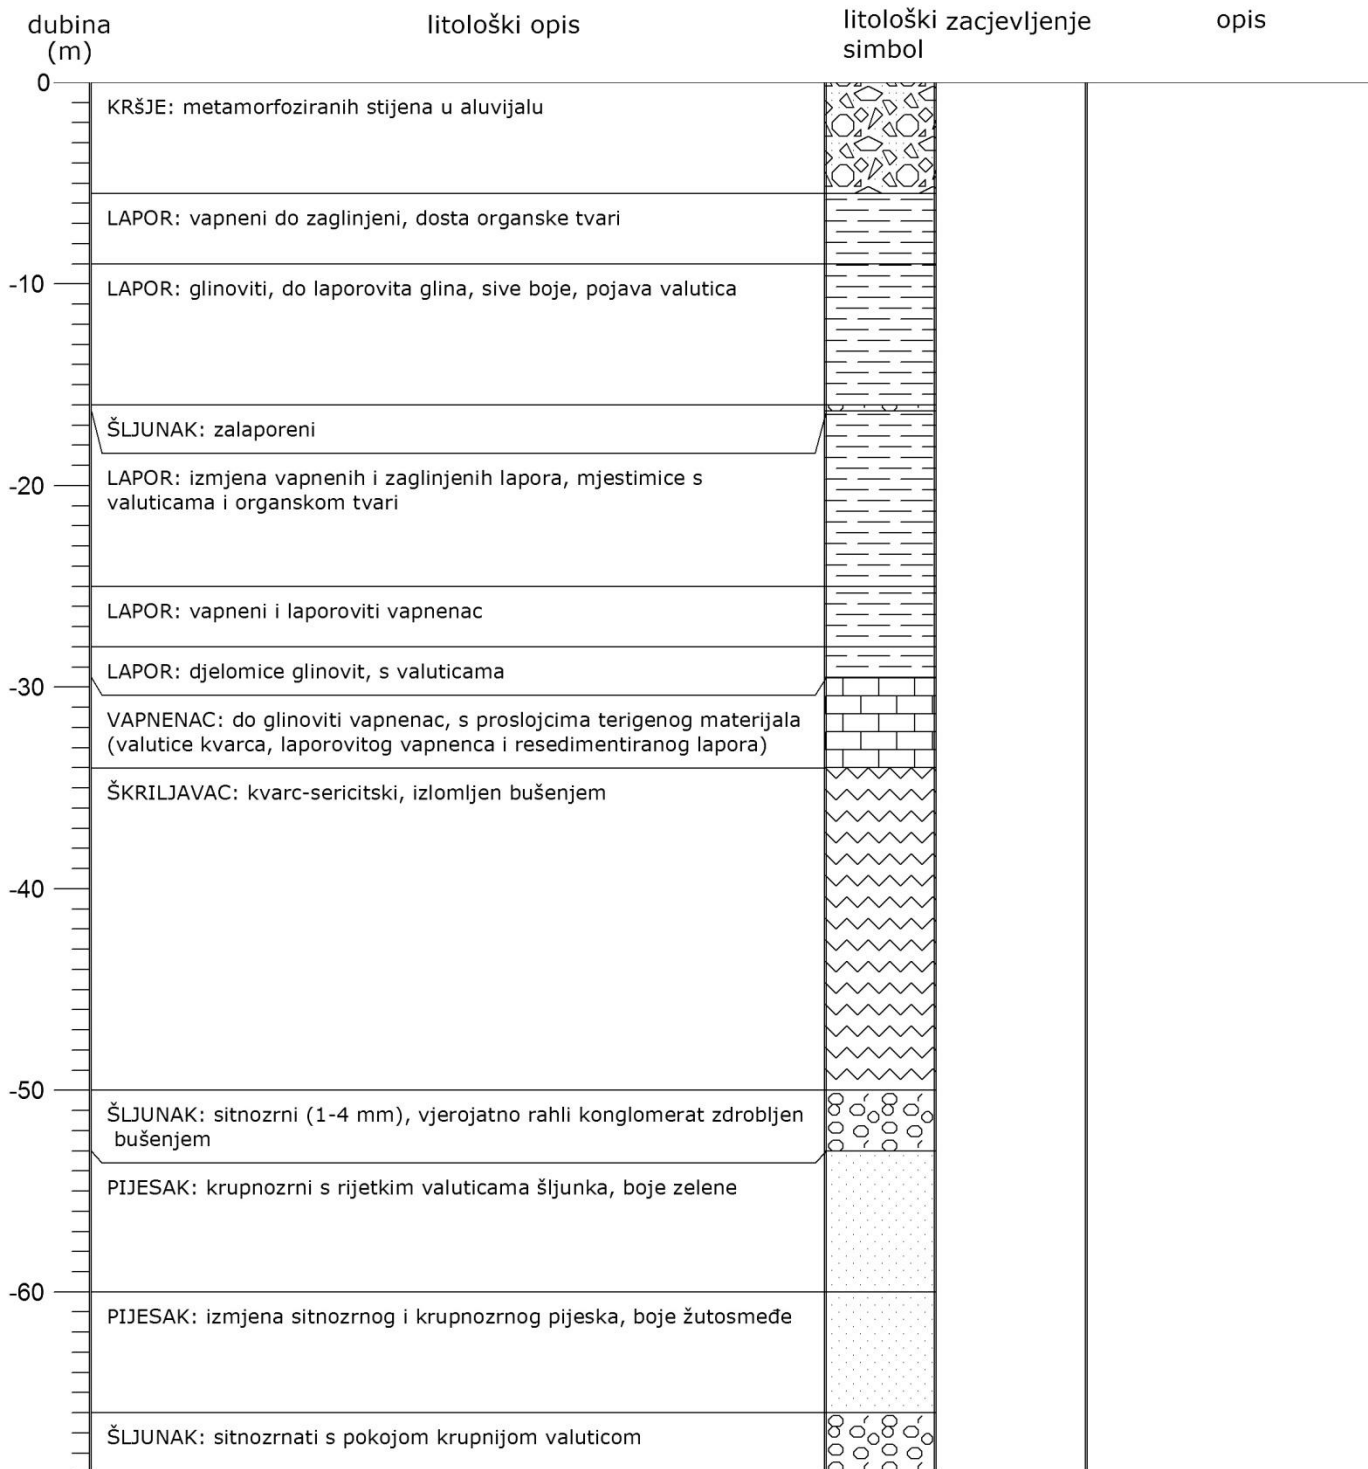 dubina
(m)
litološki opis
litološki
simbol
zacjevljenje
opis
0
KRšJE: metamorfoziranih stijena u aluvijalu
LAPOR: vapneni do zaglinjeni, dosta organske tvari
-10
LAPOR: glinoviti, do laporovita glina, sive boje, pojava valutica
ŠLJUNAK: zalaporeni
-20
LAPOR: izmjena vapnenih i zaglinjenih lapora, mjestimice s
valuticama i organskom tvari
LAPOR: vapneni i laporoviti vapnenac
LAPOR: djelomice glinovit, s valuticama
-30
VAPNENAC: do glinoviti vapnenac, s proslojcima terigenog materijala
(valutice kvarca, laporovitog vapnenca i resedimentiranog lapora)
ŠKRILJAVAC: kvarc-sericitski, izlomljen bušenjem
-40
-50
ŠLJUNAK: sitnozrni (1-4 mm), vjerojatno rahli konglomerat zdrobljen
bušenjem
PIJESAK: krupnozrni s rijetkim valuticama šljunka, boje zelene
-60
PIJESAK: izmjena sitnozrnog i krupnozrnog pijeska, boje žutosmeđe
ŠLJUNAK: sitnozrnati s pokojom krupnijom valuticom